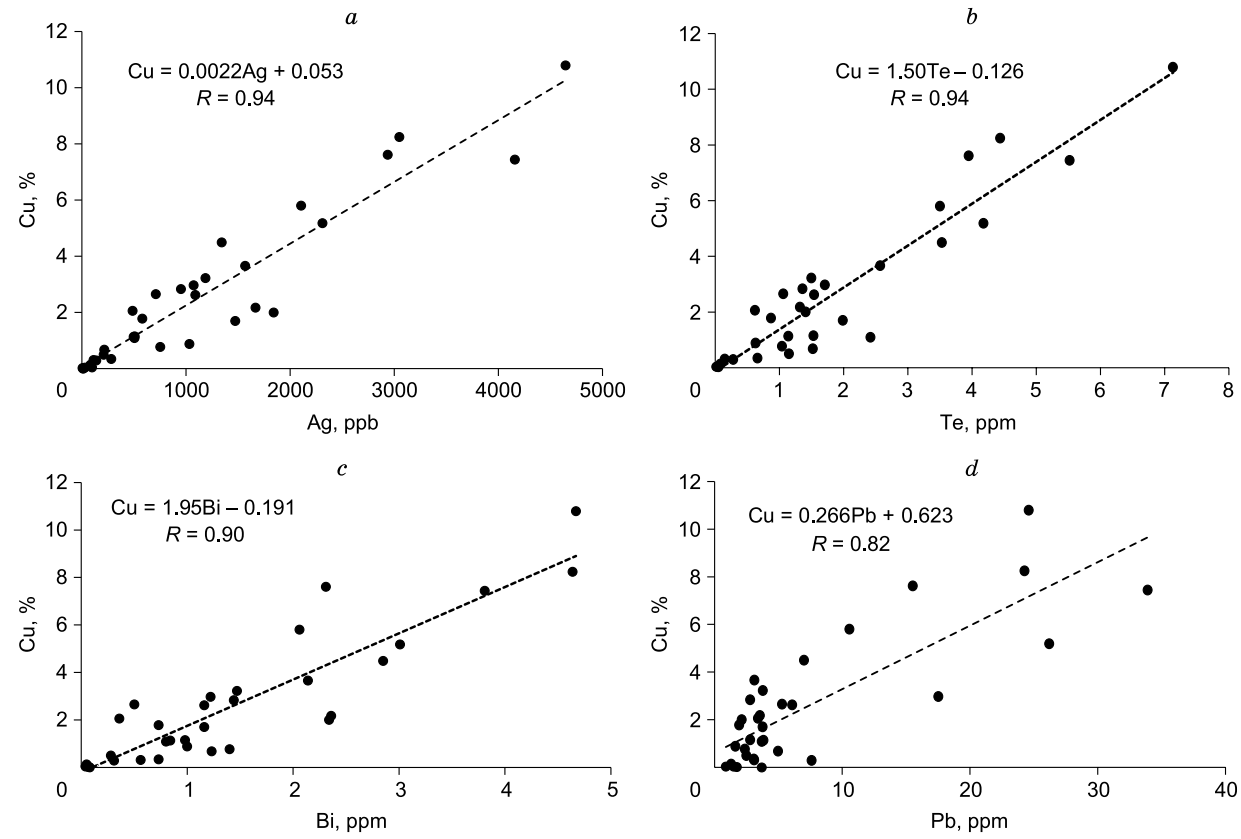 a
12
10
8
6
4
2
0
Cu, %
Cu = 0.0022Ag + 0.053
R = 0.94
1000 2000 3000 4000 5000
Ag, ppb
b
12
10
8
6
4
2
0
Cu, %
Cu = 1.50Te – 0.126
R = 0.94
1 2 3 4 5 6 7 8
Te, ppm
c
12
10
8
6
4
2
0
Cu, %
Cu = 1.95Bi – 0.191
R = 0.90
1 2 3 4 5
Bi, ppm
d
12
10
8
6
4
2
0
Cu, %
Cu = 0.266Pb + 0.623
R = 0.82
10 20 30 40
Pb, ppm